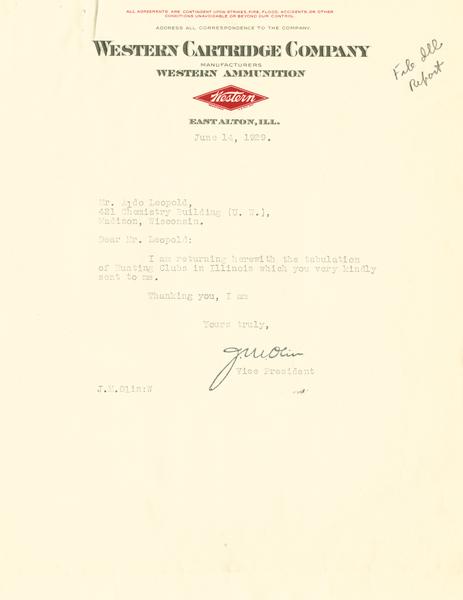 ALL AGREEMENTS ARE CONTINGENT UPON STRIKES, FIRE, FLOOD, ACCIDENTS, OR OTHER
CONDITIONS UNAVOIDABLE OR BEYOND OUR CONTROL
ADDRESS ALL CORRESPONDENCE TO THE COMPANY.
WESTERN CARTRIDGE COMPANY
MANUFACTURERS
WESTERN AMMUNITION
Western
EAST ALTON, ILL.
File Ill
Report
June 14, 1929.
Mr. Aldo Leopold,
421 Chemistry Building (U. W.),
Madison, Wisconsin.
Dear Mr. Leopold:
I am returning herewith the tabulation
of Hunting Clubs in Illinois which you very kindly
sent to me.
Thanking you, I am
Yours truly,
J.M.Olin
Vice President
J.M.Olin:W